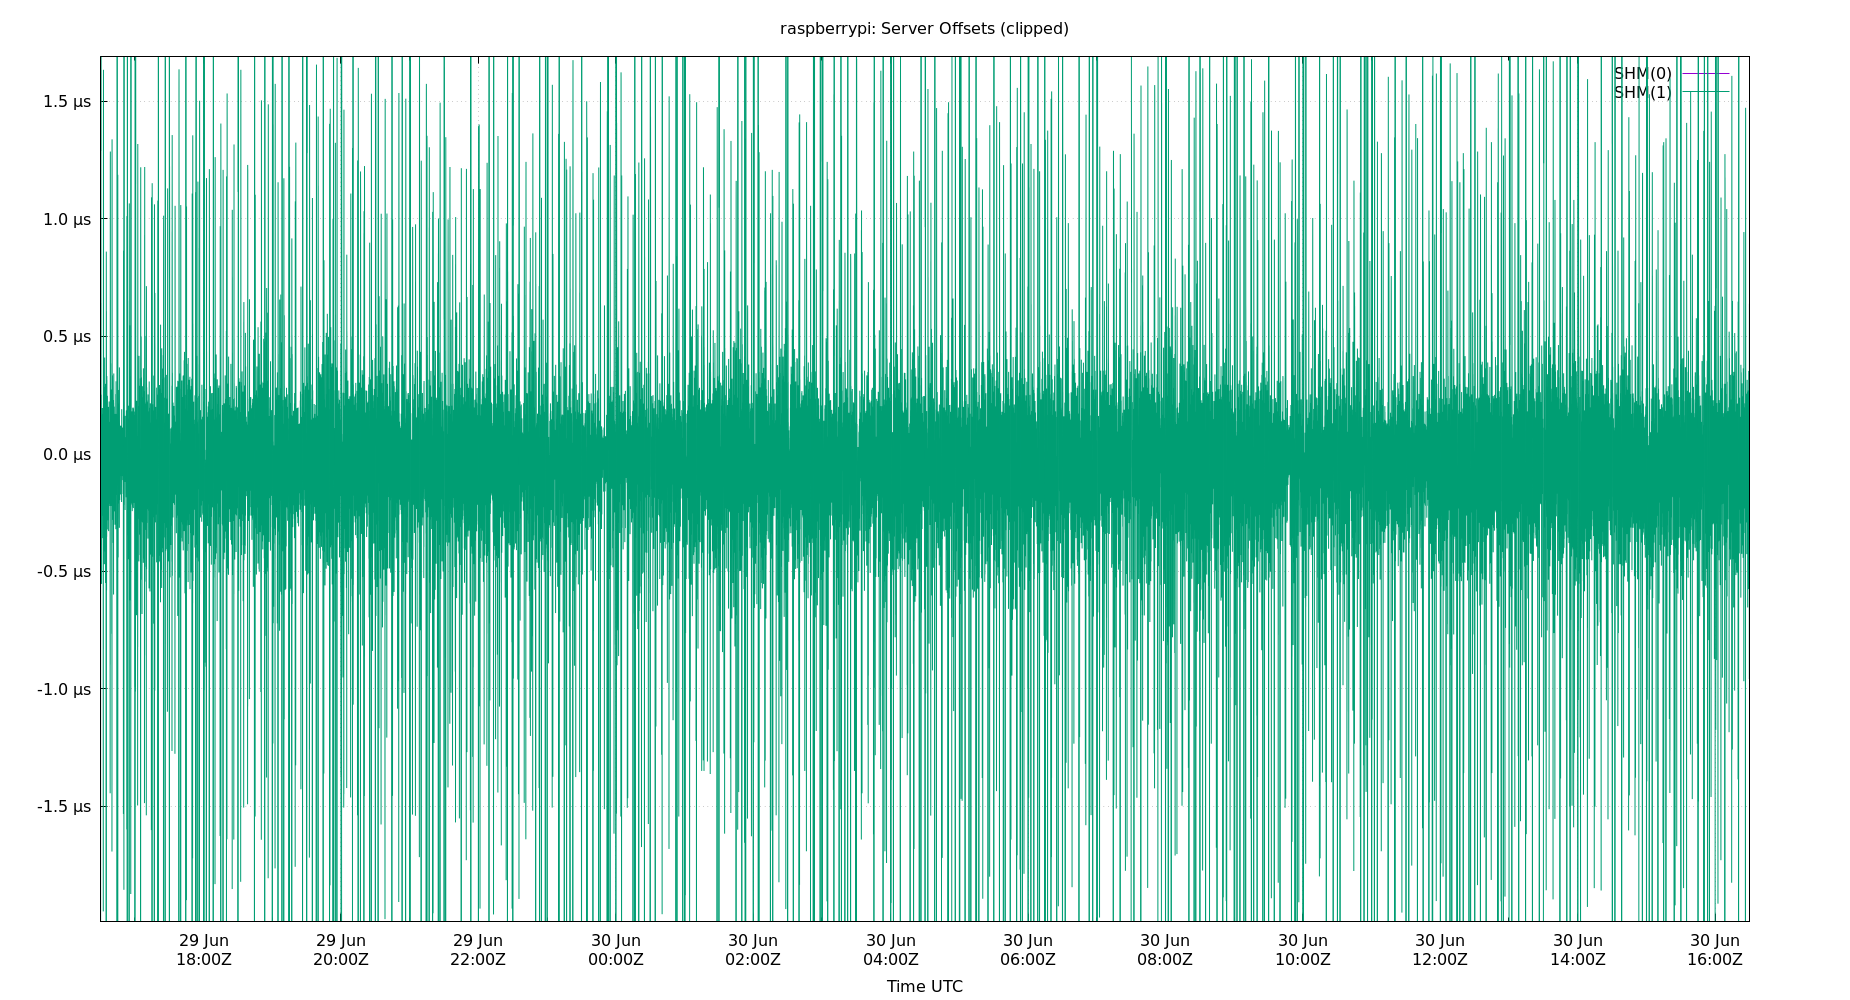 raspberrypi: Server Offsets (clipped)
SHM(0)
SHM(1)
1.5 µs
1.0 µs
0.5 µs
0.0 µs
-0.5 µs
-1.0 µs
-1.5 µs
29 Jun 29 Jun 29 Jun 30 Jun 30 Jun 30 Jun 30 Jun 30 Jun 30 Jun 30 Jun 30 Jun 30 Jun
18:00Z 20:00Z 22:00Z 00:00Z 02:00Z 04:00Z 06:00Z 08:00Z 10:00Z 12:00Z 14:00Z 16:00Z
Time UTC